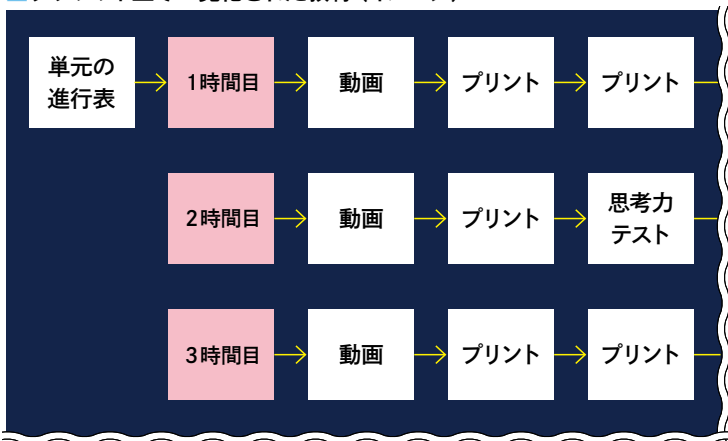 単元の
進行表
1時間目
動画
プリント
プリント
2時間目
動画
プリント
思考力
テスト
3時間目
動画
プリント
プリント